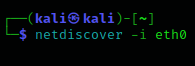 ┌──(kali㉿kali)-[~]
└─$ netdiscover -i eth0